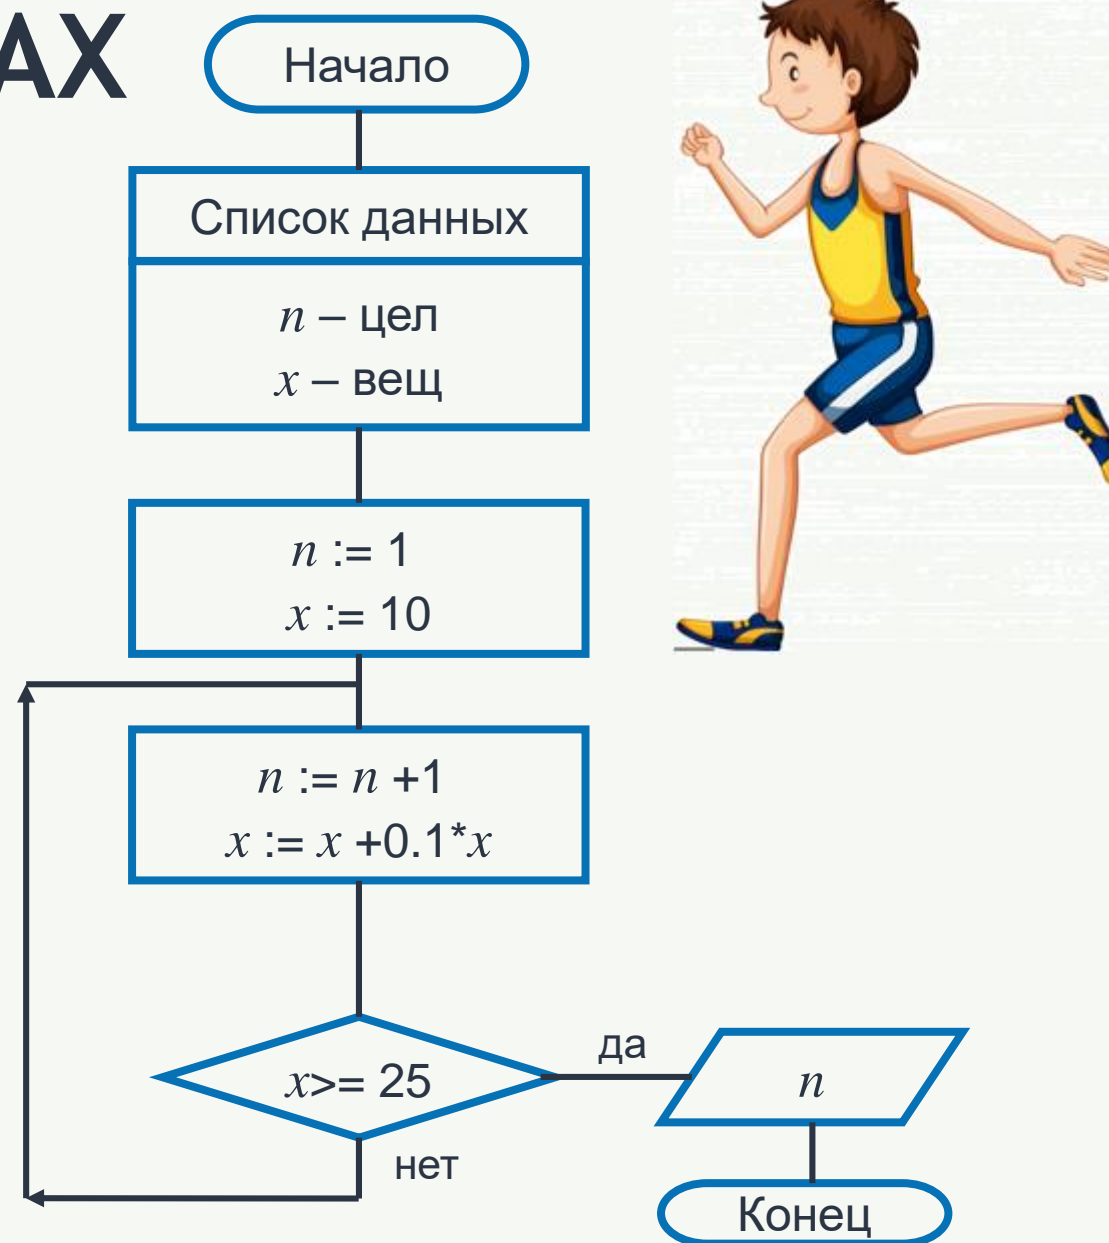 АХ
Начало
Список данных
n – цел
x – вещ
n := 1
x := 10
n := n +1
x := x +0.1*x
x>= 25
да
n
нет
Конец